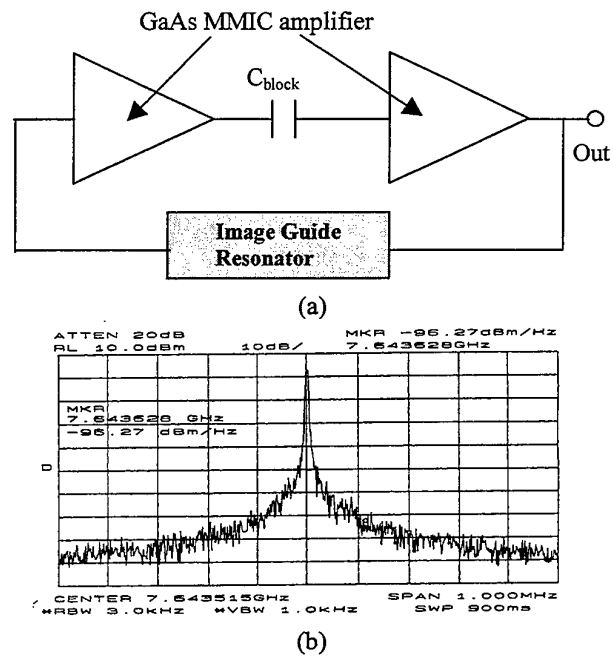 GaAs MMIC amplifier
C_block
Out
Image Guide
Resonator
(a)
ATTEN 20dB MKR -96.27dBm/Hz
RL 10.0dBm 10dB/ 7.643628GHz
MKR
7.643628 GHz
-96.27 dBm/Hz
D
CENTER 7.643515GHz SPAN 1.000MHz
*RBW 3.0kHz *VBW 1.0kHz SWP 900ms
(b)